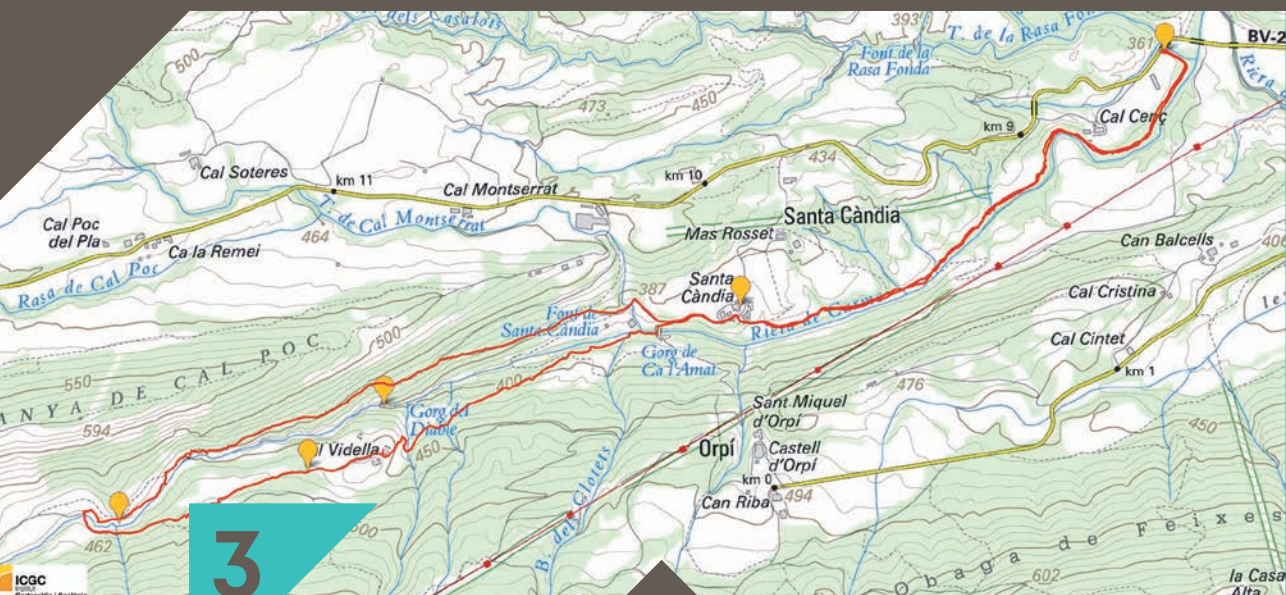 dels Casalots
393
T. de la Rasa
361
BV-2
Riera
500
Font de la
Rasa Fonda
473
450
km 9
Cal Cenç
434
Cal Soteres
km 11
Cal Montserrat
km 10
T. de Cal Montserrat
Santa Càndia
Cal Poc
del Pla
464
Mas Rosset
Can Balcells
Ca la Remei
Rasa de Cal Poc
Santa
Càndia
387
Cal Cristina
Font de
Santa Càndia
Riera de Carme
500
Gorg de
Ca l'Amat
Cal Cintet
ANYA DE CAL POC
550
400
km 1
476
594
Gorg del
Diable
Sant Miquel
d'Orpí
450
l Vidella
450
Orpí
Castell
d'Orpí
km 0
494
Can Riba
B. dels Clotets
462
3
Obaga de Feixes
602
la Casa
Alta
ICGC
Institut